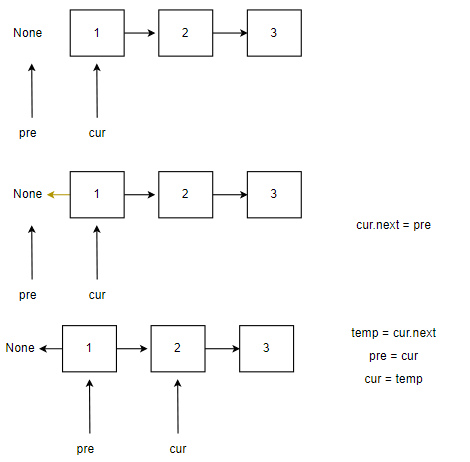 None 1 2 3
pre cur
None 1 2 3
cur.next = pre
pre cur
None 1 2 3
temp = cur.next
pre = cur
cur = temp
pre cur